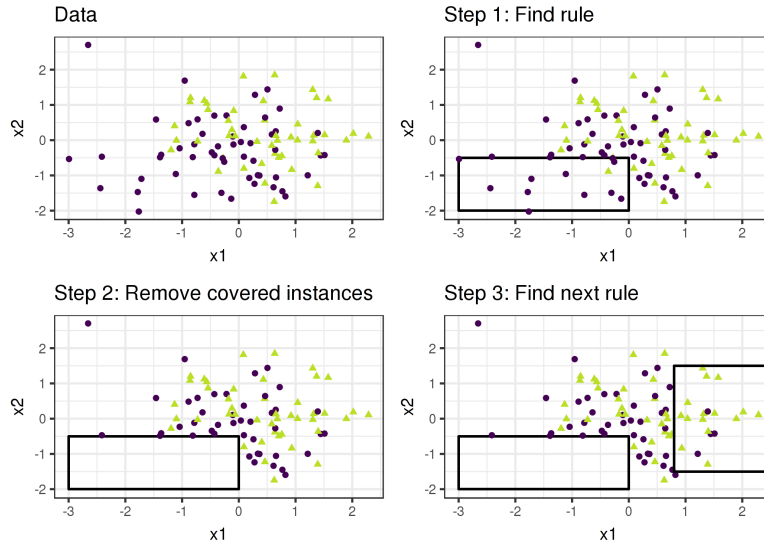 Data
2
1
0
-1
-2
x2
-3 -2 -1 0 1 2
x1
Step 1: Find rule
2
1
0
-1
-2
x2
-3 -2 -1 0 1 2
x1
Step 2: Remove covered instances
2
1
0
-1
-2
x2
-3 -2 -1 0 1 2
x1
Step 3: Find next rule
2
1
0
-1
-2
x2
-3 -2 -1 0 1 2
x1